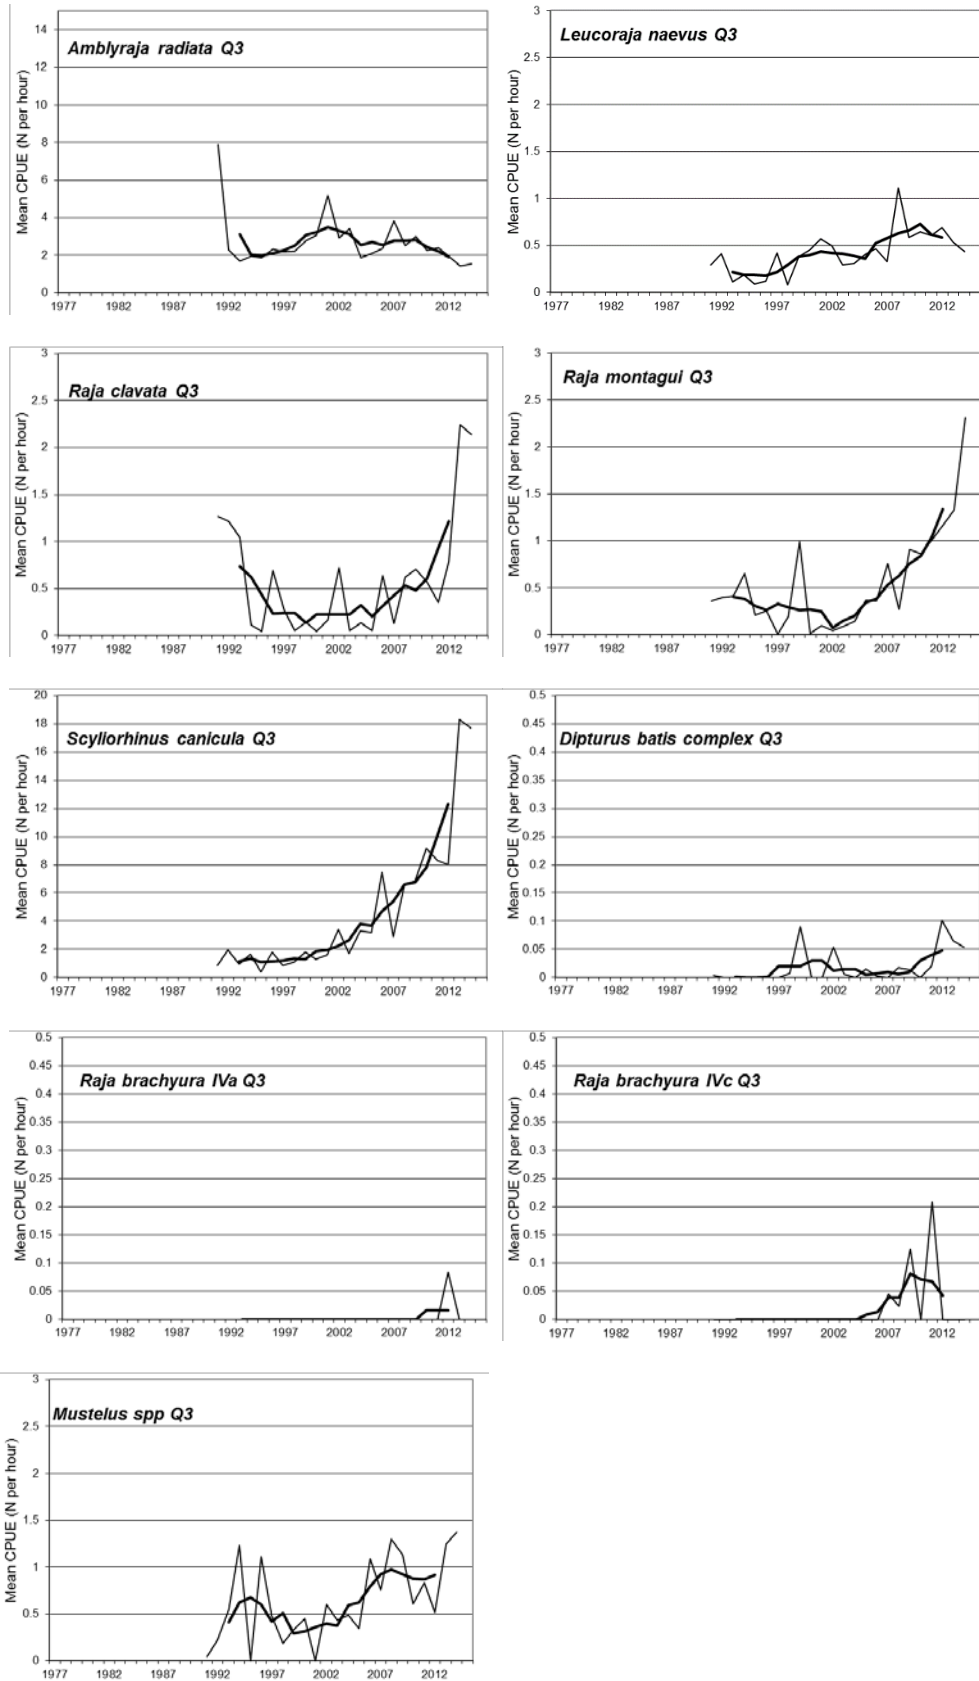 Amblyraja radiata Q3
Mean CPUE (N per hour)
14
12
10
8
6
4
2
0
1977 1982 1987 1992 1997 2002 2007 2012
Leucoraja naevus Q3
Mean CPUE (N per hour)
3
2.5
2
1.5
1
0.5
0
1977 1982 1987 1992 1997 2002 2007 2012
Raja clavata Q3
Mean CPUE (N per hour)
3
2.5
2
1.5
1
0.5
0
1977 1982 1987 1992 1997 2002 2007 2012
Raja montagui Q3
Mean CPUE (N per hour)
3
2.5
2
1.5
1
0.5
0
1977 1982 1987 1992 1997 2002 2007 2012
Scyliorhinus canicula Q3
Mean CPUE (N per hour)
20
18
16
14
12
10
8
6
4
2
0
1977 1982 1987 1992 1997 2002 2007 2012
Dipturus batis complex Q3
Mean CPUE (N per hour)
0.5
0.45
0.4
0.35
0.3
0.25
0.2
0.15
0.1
0.05
0
1977 1982 1987 1992 1997 2002 2007 2012
Raja brachyura IVa Q3
Mean CPUE (N per hour)
0.5
0.45
0.4
0.35
0.3
0.25
0.2
0.15
0.1
0.05
0
1977 1982 1987 1992 1997 2002 2007 2012
Raja brachyura IVc Q3
Mean CPUE (N per hour)
0.5
0.45
0.4
0.35
0.3
0.25
0.2
0.15
0.1
0.05
0
1977 1982 1987 1992 1997 2002 2007 2012
Mustelus spp Q3
Mean CPUE (N per hour)
3
2.5
2
1.5
1
0.5
0
1977 1982 1987 1992 1997 2002 2007 2012